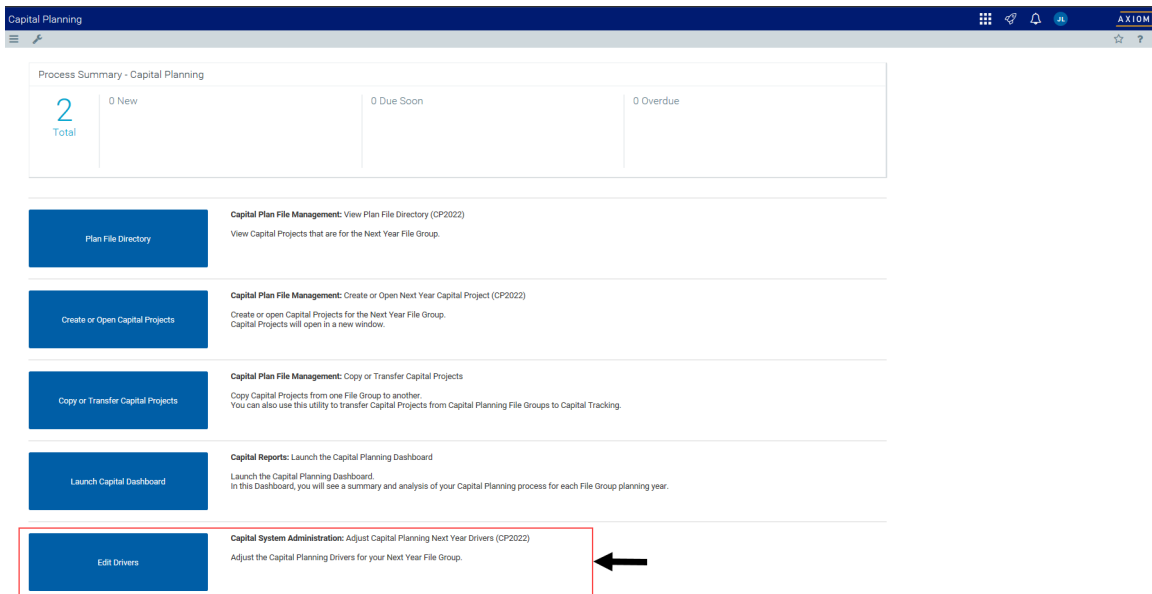 Capital Planning
JL
AXIOM
?
Process Summary - Capital Planning
2
Total
0 New
0 Due Soon
0 Overdue
Plan File Directory
Capital Plan File Management: View Plan File Directory (CP2022)
View Capital Projects that are for the Next Year File Group.
Create or Open Capital Projects
Capital Plan File Management: Create or Open Next Year Capital Project (CP2022)
Create or open Capital Projects for the Next Year File Group.
Capital Projects will open in a new window.
Copy or Transfer Capital Projects
Capital Plan File Management: Copy or Transfer Capital Projects
Copy Capital Projects from one File Group to another.
You can also use this utility to transfer Capital Projects from Capital Planning File Groups to Capital Tracking.
Launch Capital Dashboard
Capital Reports: Launch the Capital Planning Dashboard
Launch the Capital Planning Dashboard.
In this Dashboard, you will see a summary and analysis of your Capital Planning process for each File Group planning year.
Edit Drivers
Capital System Administration: Adjust Capital Planning Next Year Drivers (CP2022)
Adjust the Capital Planning Drivers for your Next Year File Group.